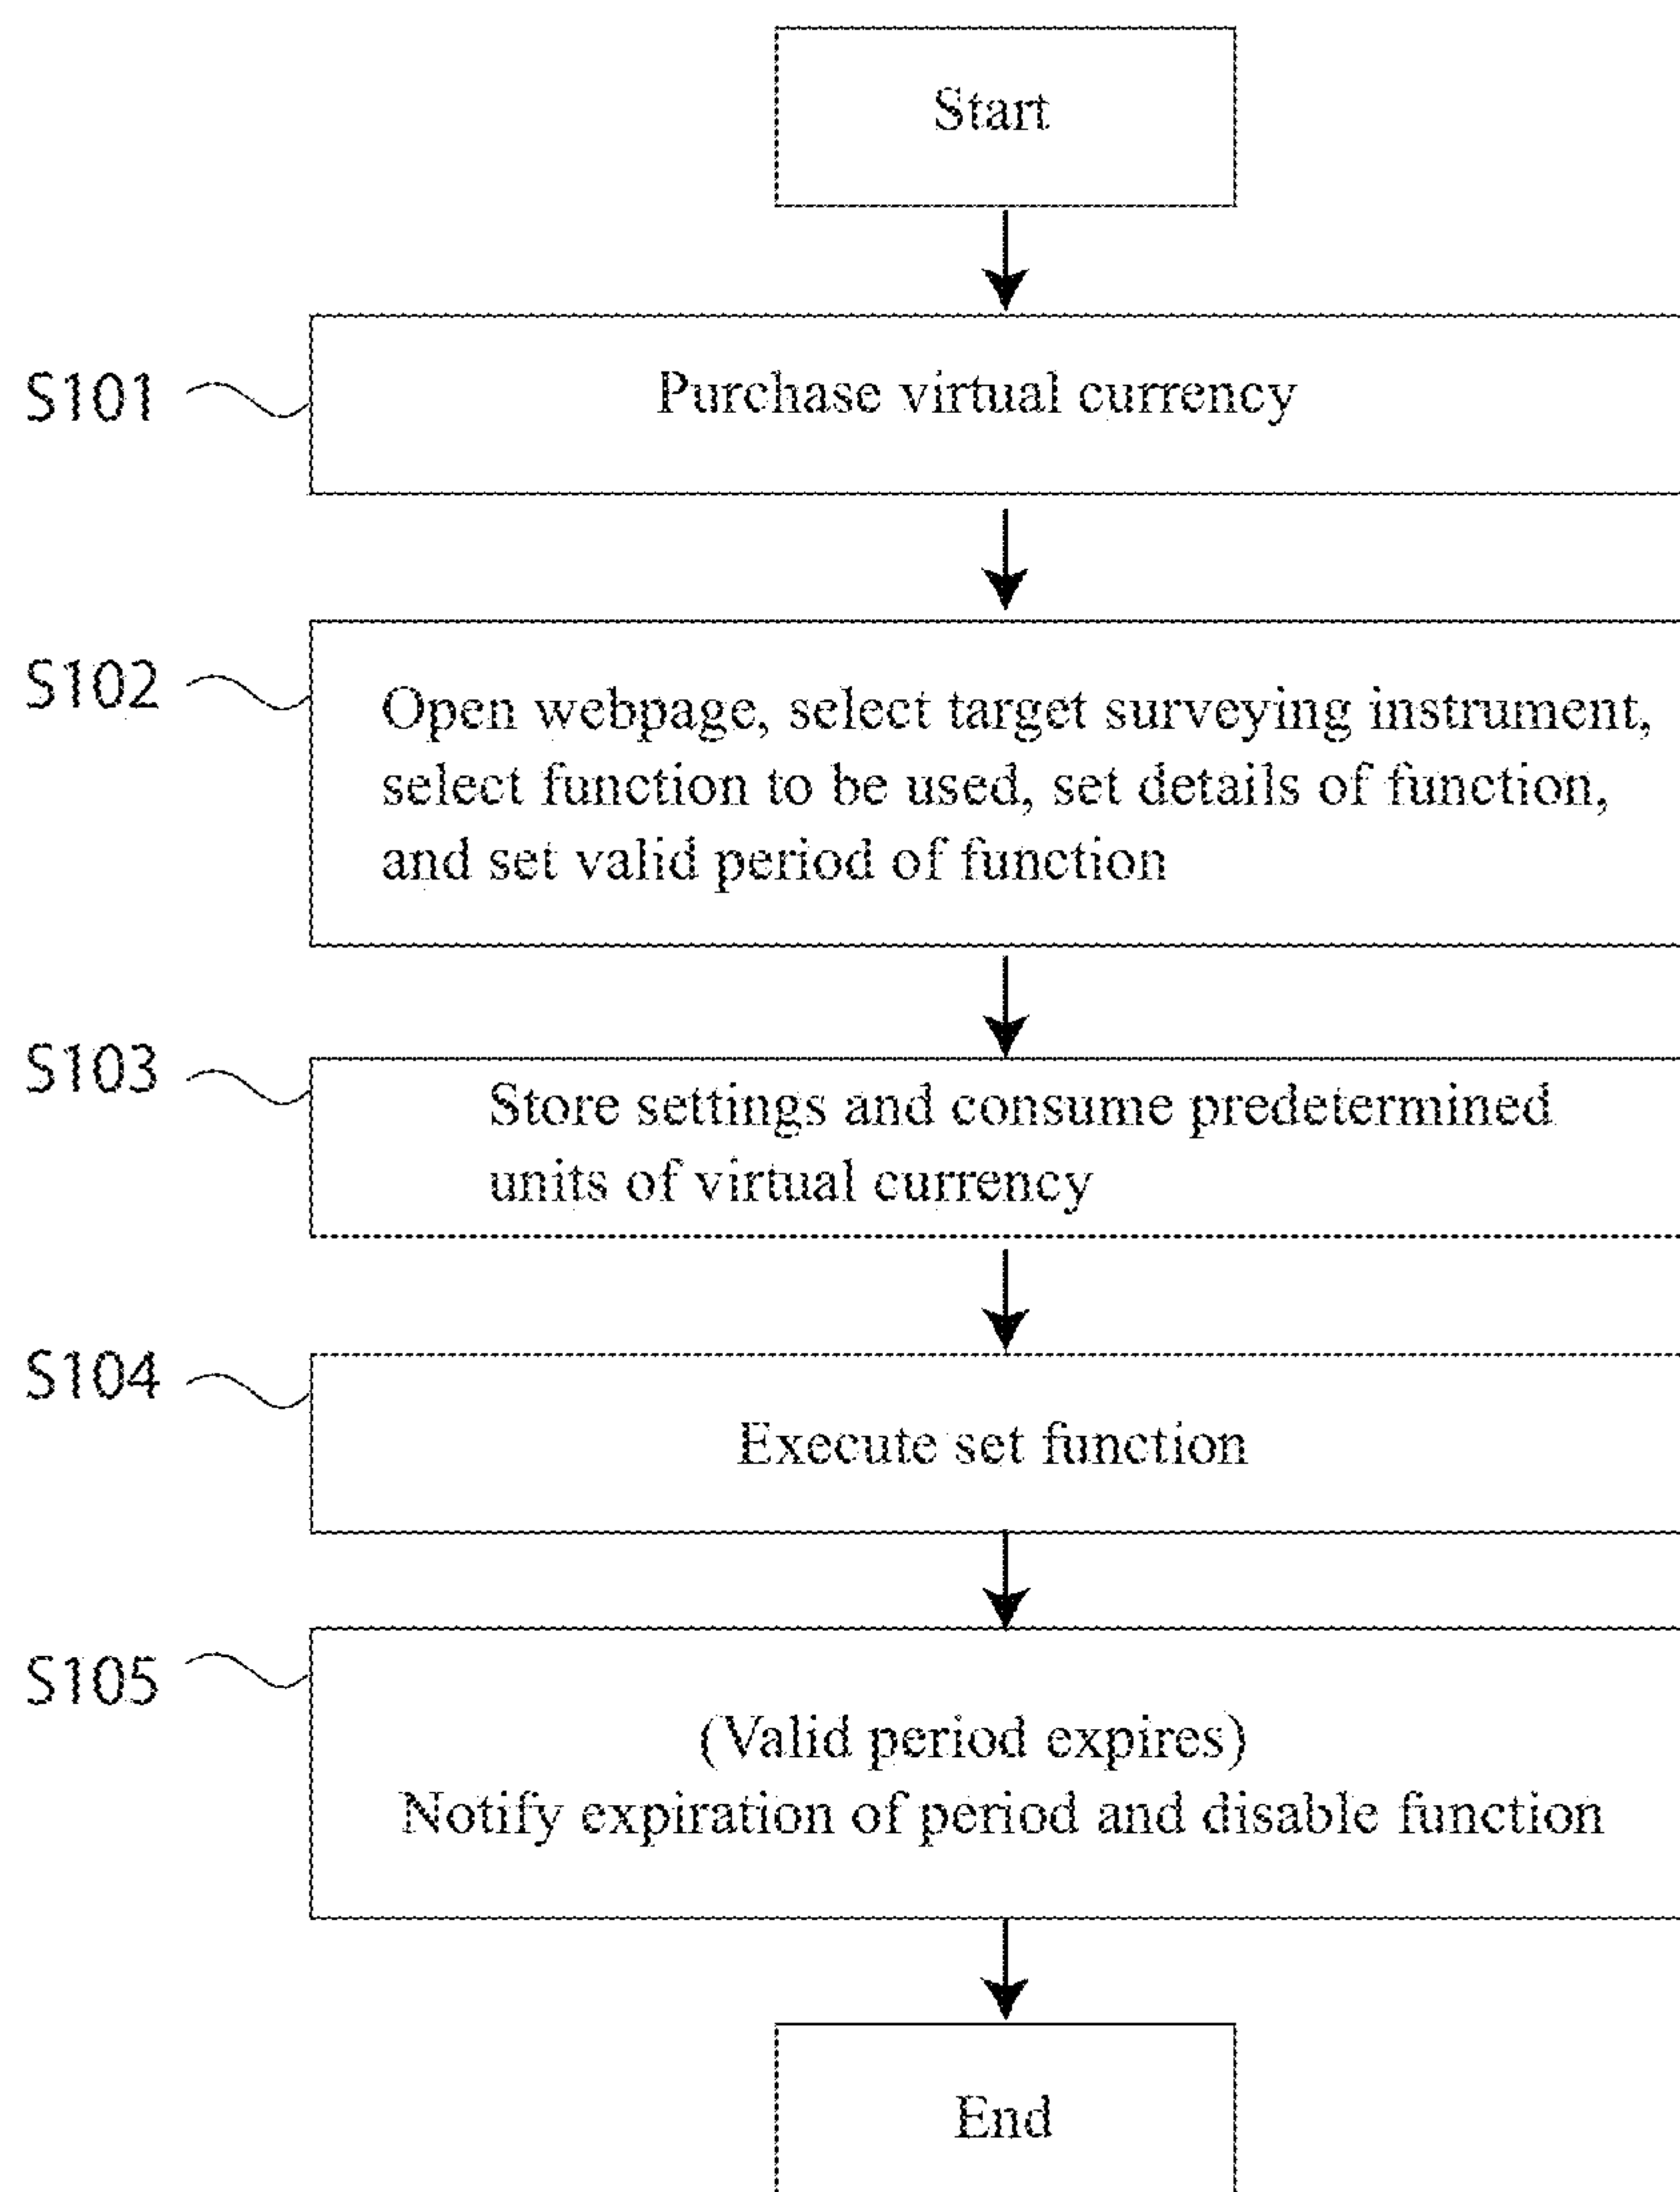 Start
S101
Purchase virtual currency
S102
Open webpage, select target surveying instrument,
select function to be used, set details of function,
and set valid period of function
S103
Store settings and consume predetermined
units of virtual currency
S104
Execute set function
S105
(Valid period expires)
Notify expiration of period and disable function
End